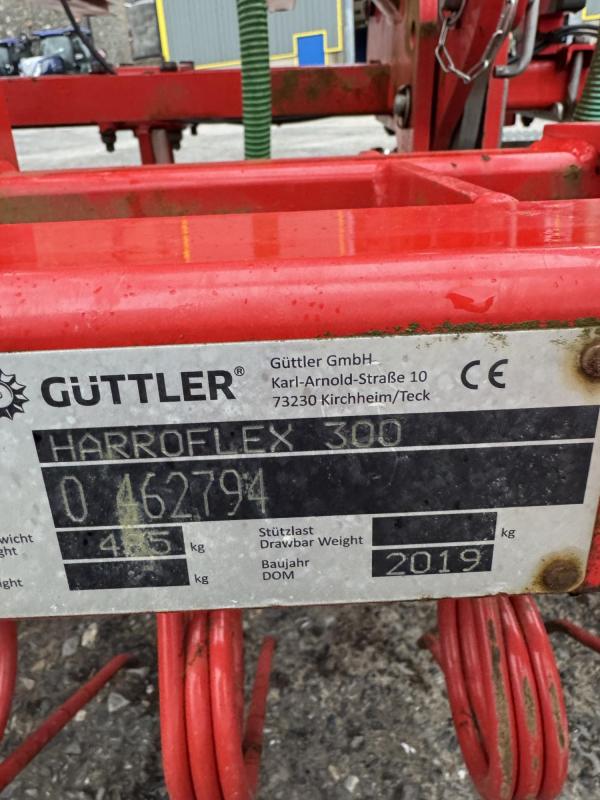 GÜTTLER®
Güttler GmbH
Karl-Arnold-Straße 10
73230 Kirchheim/Teck
CE
HARROFLEX 300
0 462794
kg
Stützlast
Drawbar Weight kg
kg
Baujahr
DOM 2019